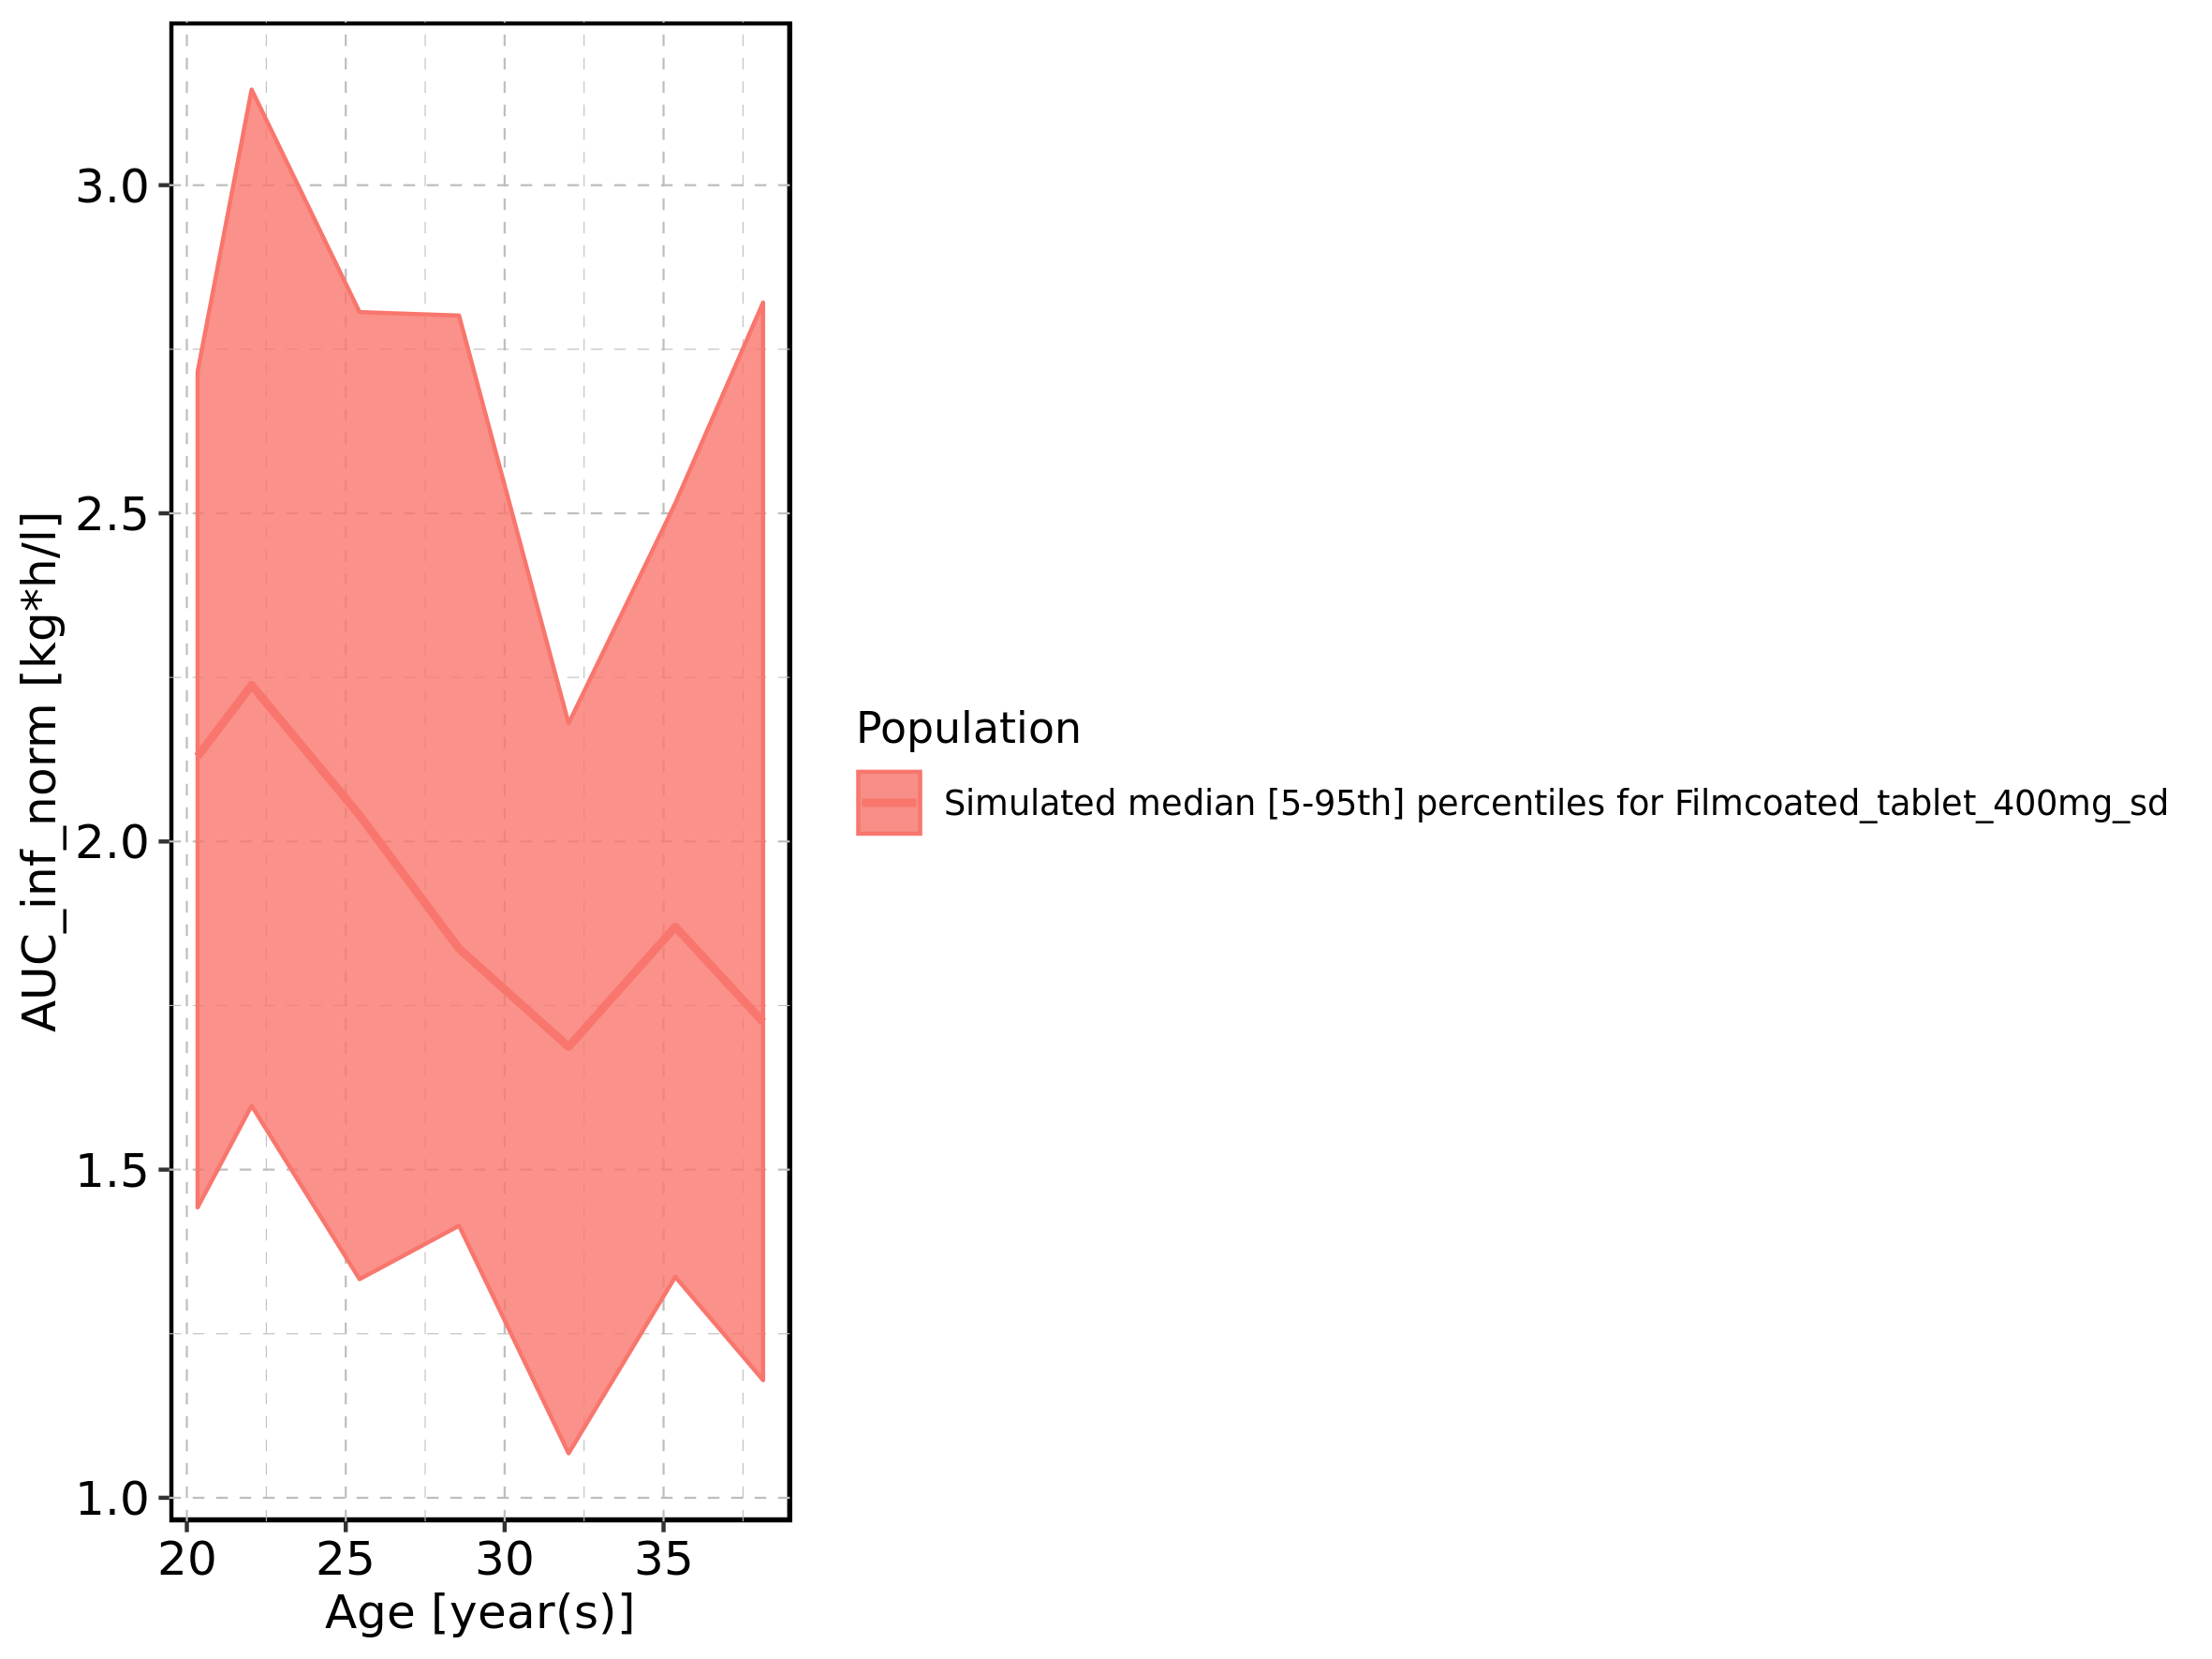 AUC_inf_norm [kg*h/l]
3.0
2.5
2.0
1.5
1.0
20 25 30 35
Age [year(s)]
Population
Simulated median [5-95th] percentiles for Filmcoated_tablet_400mg_sd